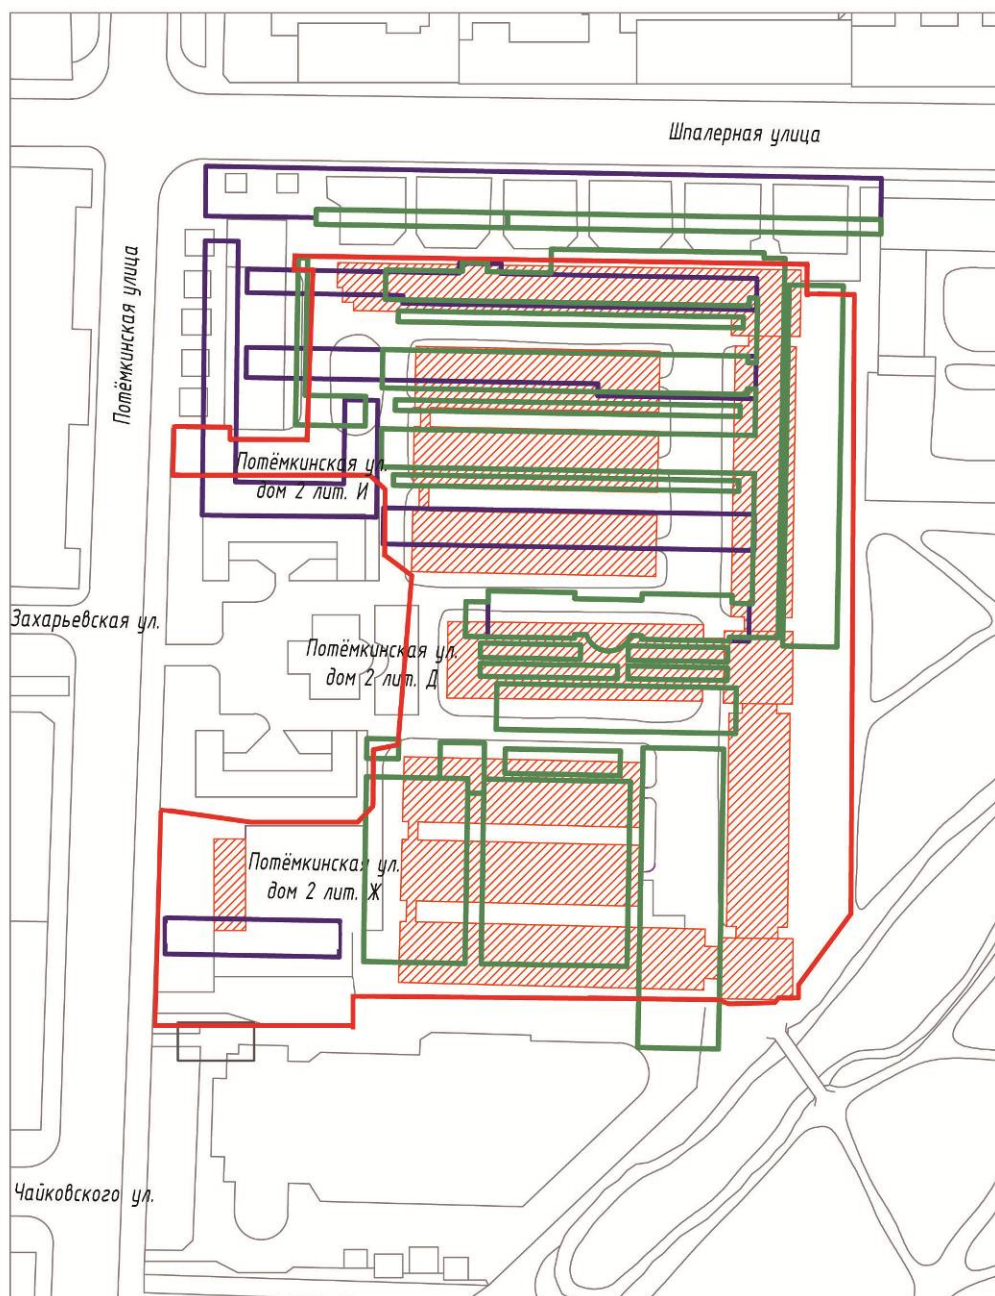 Шпалерная улица
Потёмкинская улица
Потёмкинская ул.
дом 2 лит. И
Захарьевская ул.
Потёмкинская ул.
дом 2 лит. Д
Потёмкинская ул.
дом 2 лит. Ж
Чайковского ул.